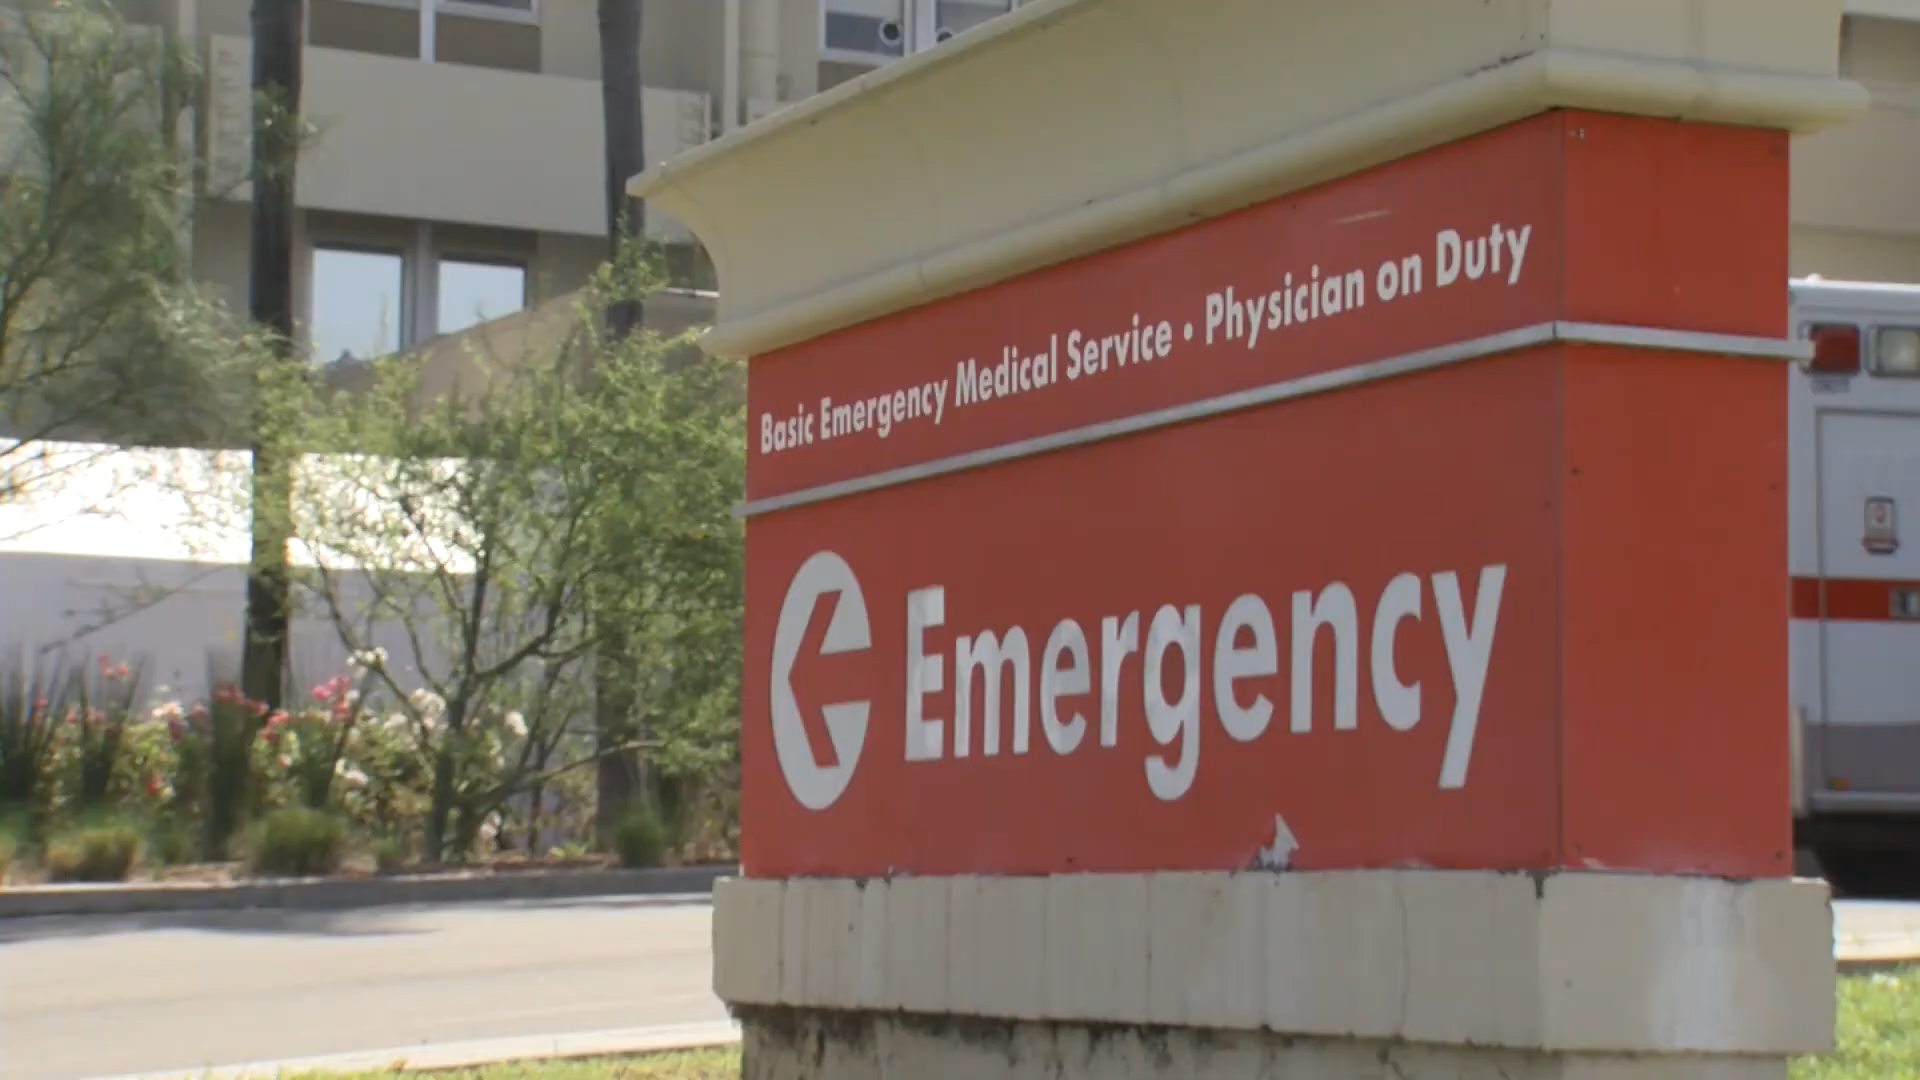 Basic Emergency Medical Service • Physician on Duty
Emergency